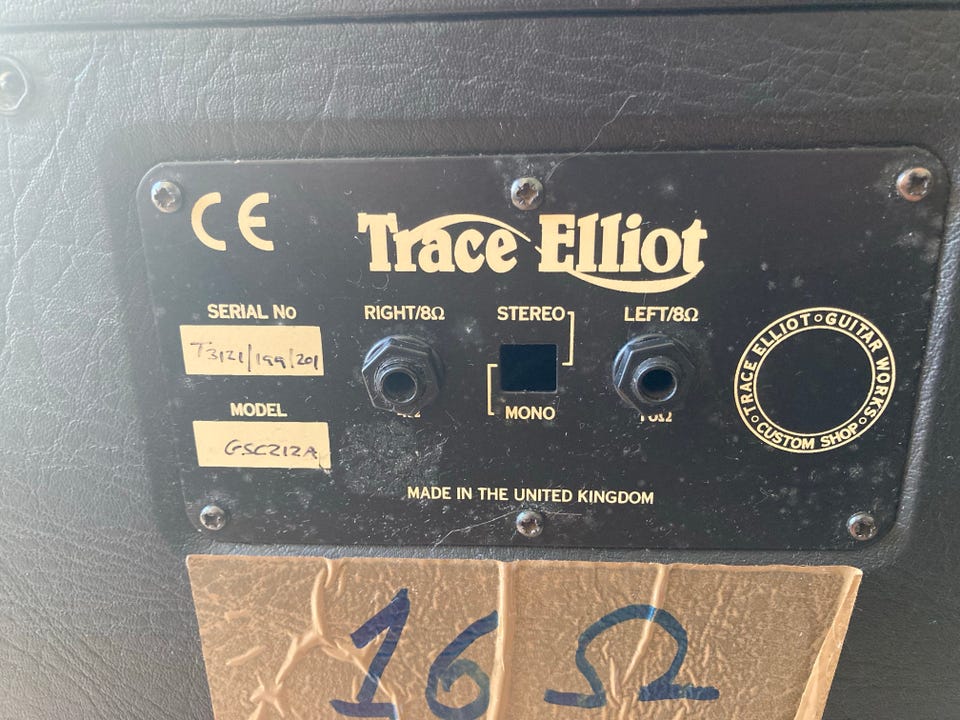 CE
Trace Elliot
SERIAL No
T3121/199/201
RIGHT/8Ω
STEREO
LEFT/8Ω
MODEL
GSC212A
MONO
TRACE ELLIOT GUITAR WORKS
CUSTOM SHOP
MADE IN THE UNITED KINGDOM
16 Ω